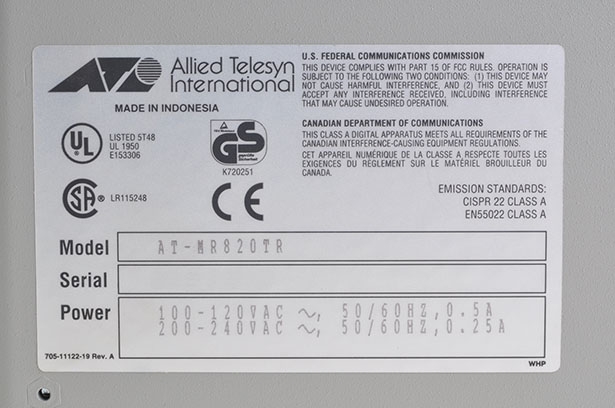 Allied Telesyn
International
MADE IN INDONESIA
U.S. FEDERAL COMMUNICATIONS COMMISSION
THIS DEVICE COMPLIES WITH PART 15 OF FCC RULES. OPERATION IS
SUBJECT TO THE FOLLOWING TWO CONDITIONS: (1) THIS DEVICE MAY
NOT CAUSE HARMFUL INTERFERENCE, AND (2) THIS DEVICE MUST
ACCEPT ANY INTERFERENCE RECEIVED, INCLUDING INTERFERENCE
THAT MAY CAUSE UNDESIRED OPERATION.
CANADIAN DEPARTMENT OF COMMUNICATIONS
THIS CLASS A DIGITAL APPARATUS MEETS ALL REQUIREMENTS OF THE
CANADIAN INTERFERENCE-CAUSING EQUIPMENT REGULATIONS.
CET APPAREIL NUMÉRIQUE DE LA CLASSE A RESPECTE TOUTES LES
EXIGENCES DU RÈGLEMENT SUR LE MATÉRIEL BROUILLEUR DU
CANADA.
EMISSION STANDARDS:
CISPR 22 CLASS A
EN55022 CLASS A
UL
LISTED 5T48
UL 1950
E153306
GS
geprüfte
Sicherheit
K720251
LR115248
CE
Model AT-MR820TR
Serial
Power 100-120VAC ~, 50/60HZ, 0.5A
200-240VAC ~, 50/60HZ, 0.25A
705-11122-19 Rev. A
WHP